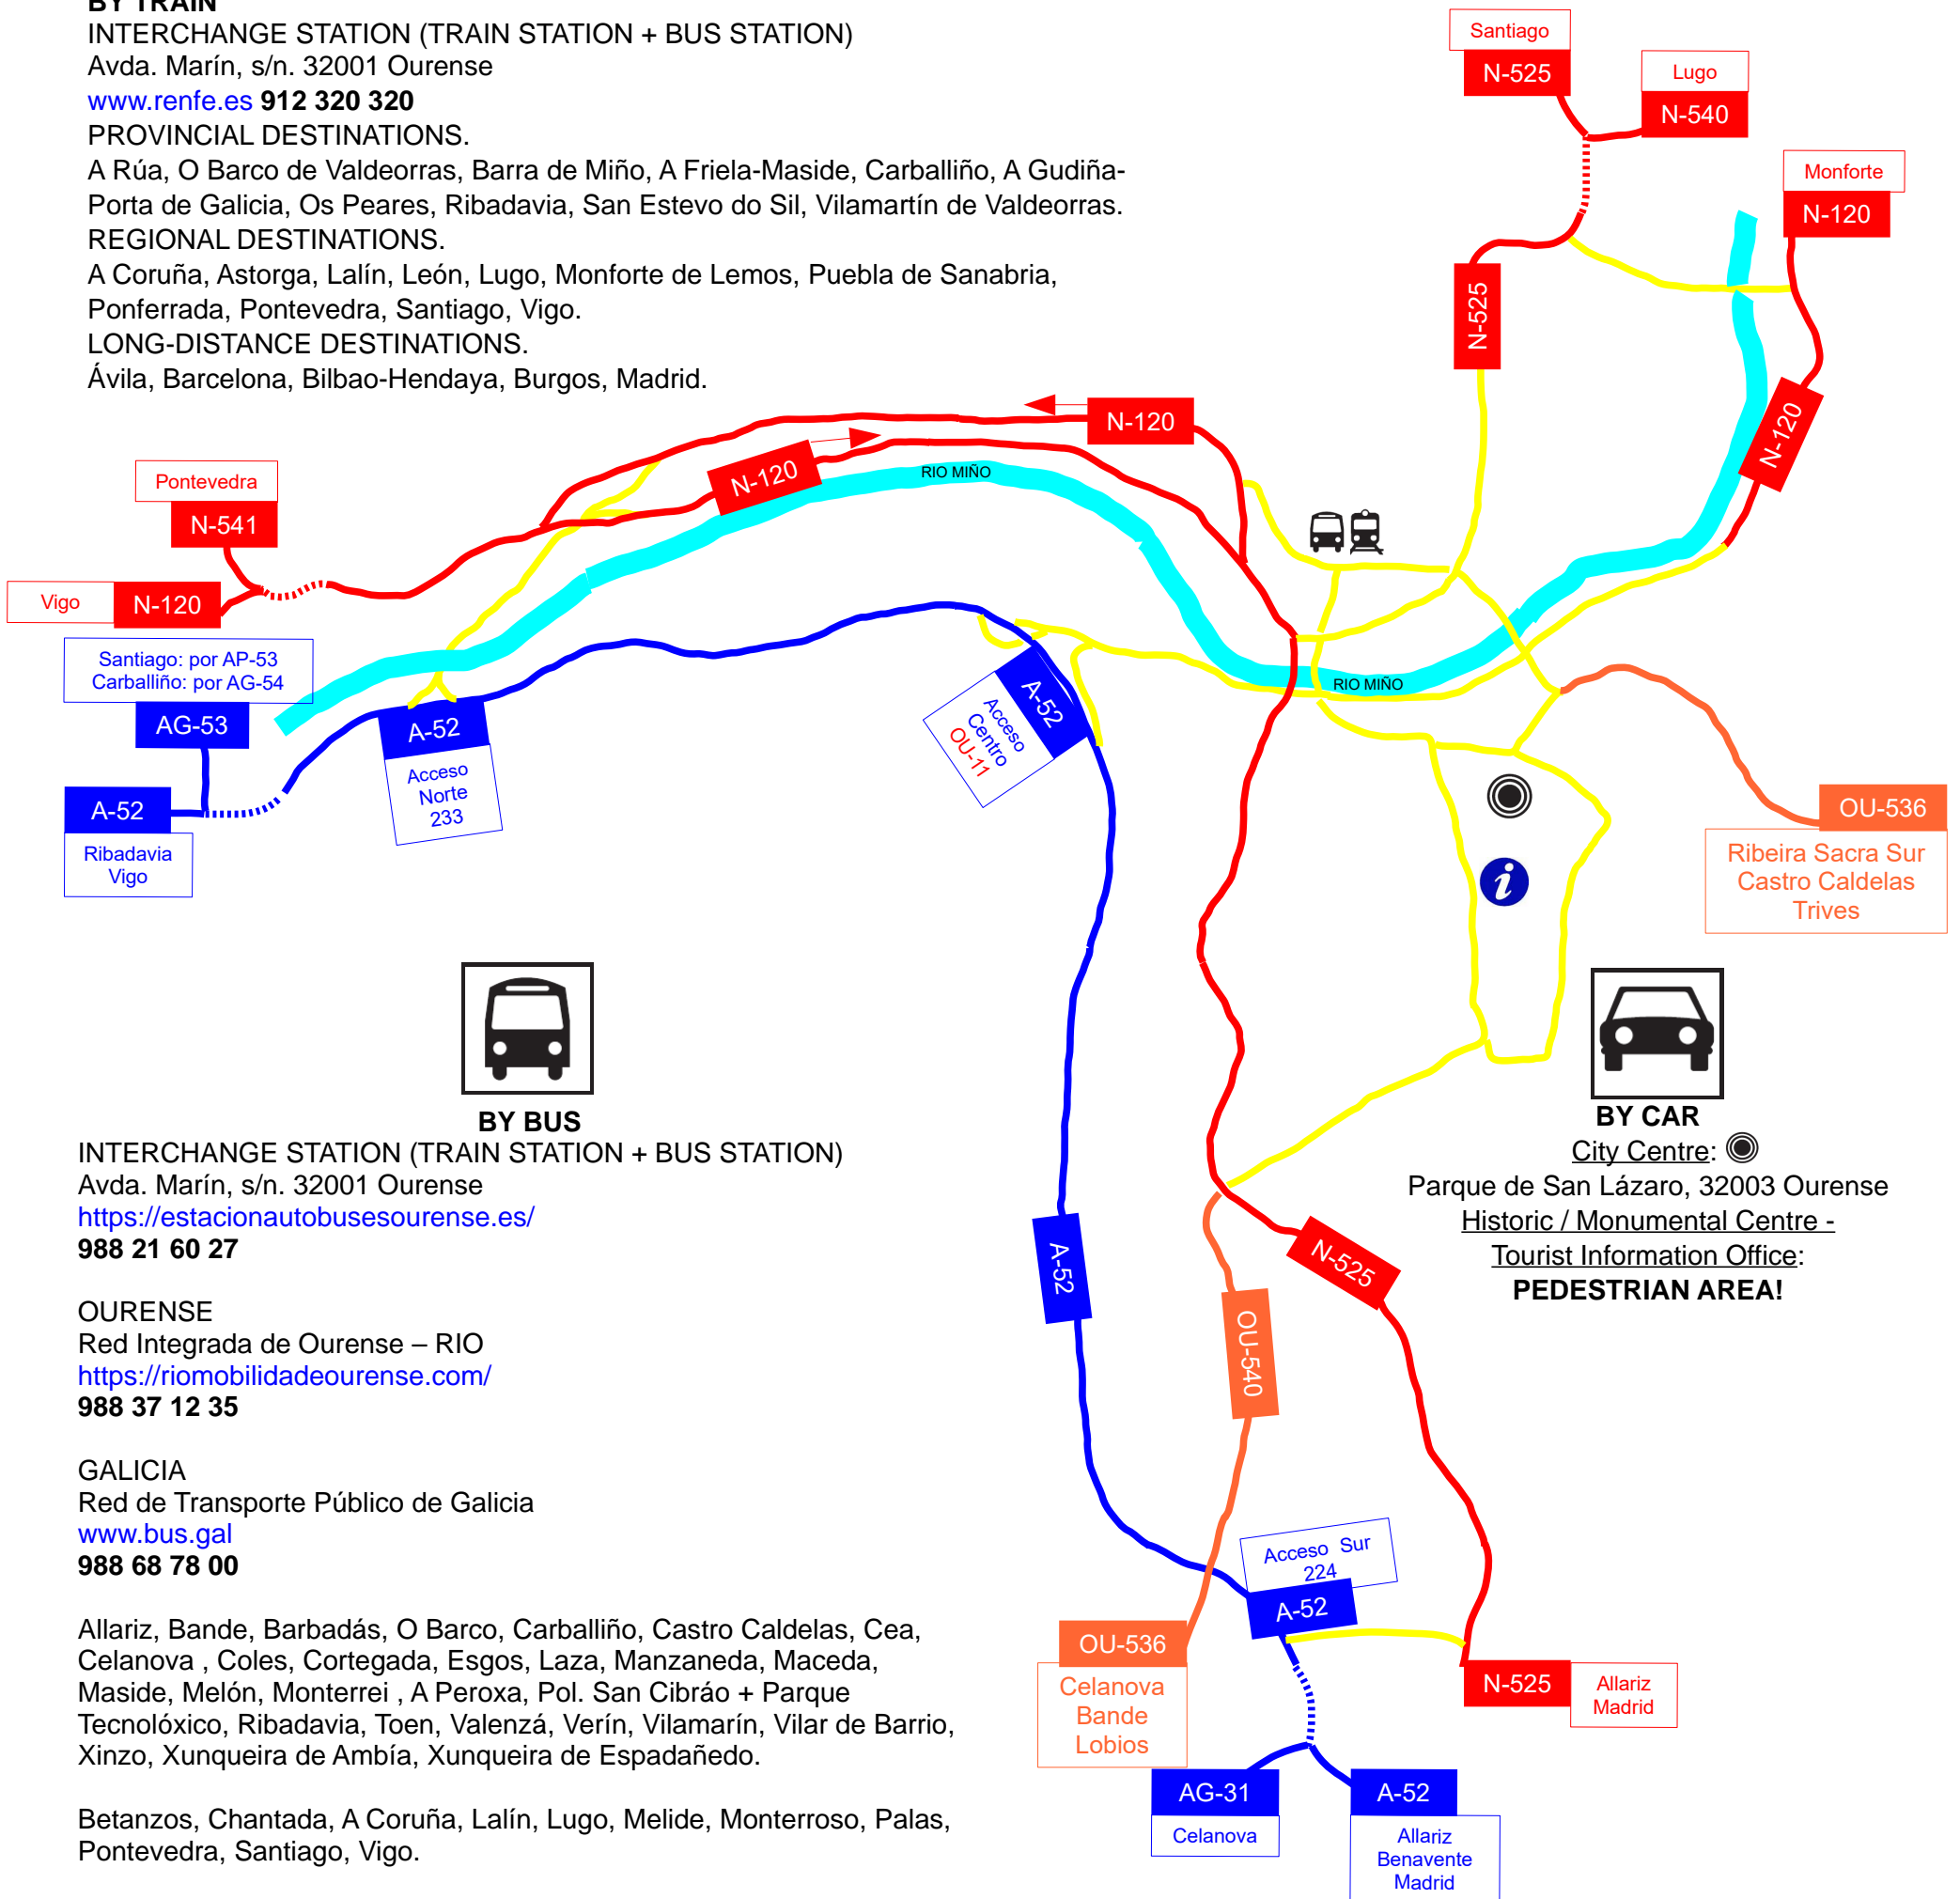 BY TRAIN
INTERCHANGE STATION (TRAIN STATION + BUS STATION)
Avda. Marín, s/n. 32001 Ourense
www.renfe.es 912 320 320
PROVINCIAL DESTINATIONS.
A Rúa, O Barco de Valdeorras, Barra de Miño, A Friela-Maside, Carballiño, A Gudiña-
Porta de Galicia, Os Peares, Ribadavia, San Estevo do Sil, Vilamartín de Valdeorras.
REGIONAL DESTINATIONS.
A Coruña, Astorga, Lalín, León, Lugo, Monforte de Lemos, Puebla de Sanabria,
Ponferrada, Pontevedra, Santiago, Vigo.
LONG-DISTANCE DESTINATIONS.
Ávila, Barcelona, Bilbao-Hendaya, Burgos, Madrid.
Santiago
N-525
Lugo
N-540
Monforte
N-120
N-525
N-120
N-120
N-120
RIO MIÑO
Pontevedra
N-541
Vigo
N-120
Santiago: por AP-53
Carballiño: por AG-54
AG-53
A-52
Ribadavia
Vigo
A-52
Acceso
Norte
233
A-52
Acceso
Centro
OU-11
RIO MIÑO
OU-536
Ribeira Sacra Sur
Castro Caldelas
Trives
BY BUS
INTERCHANGE STATION (TRAIN STATION + BUS STATION)
Avda. Marín, s/n. 32001 Ourense
https://estacionautobusesourense.es/
988 21 60 27
OURENSE
Red Integrada de Ourense – RIO
https://riomobilidadeourense.com/
988 37 12 35
GALICIA
Red de Transporte Público de Galicia
www.bus.gal
988 68 78 00
Allariz, Bande, Barbadás, O Barco, Carballiño, Castro Caldelas, Cea,
Celanova , Coles, Cortegada, Esgos, Laza, Manzaneda, Maceda,
Maside, Melón, Monterrei , A Peroxa, Pol. San Cibráo + Parque
Tecnolóxico, Ribadavia, Toen, Valenzá, Verín, Vilamarín, Vilar de Barrio,
Xinzo, Xunqueira de Ambía, Xunqueira de Espadañedo.
Betanzos, Chantada, A Coruña, Lalín, Lugo, Melide, Monterroso, Palas,
Pontevedra, Santiago, Vigo.
BY CAR
City Centre:
Parque de San Lázaro, 32003 Ourense
Historic / Monumental Centre -
Tourist Information Office:
PEDESTRIAN AREA!
A-52
N-525
OU-540
Acceso Sur
224
A-52
OU-536
Celanova
Bande
Lobios
N-525
Allariz
Madrid
AG-31
Celanova
A-52
Allariz
Benavente
Madrid